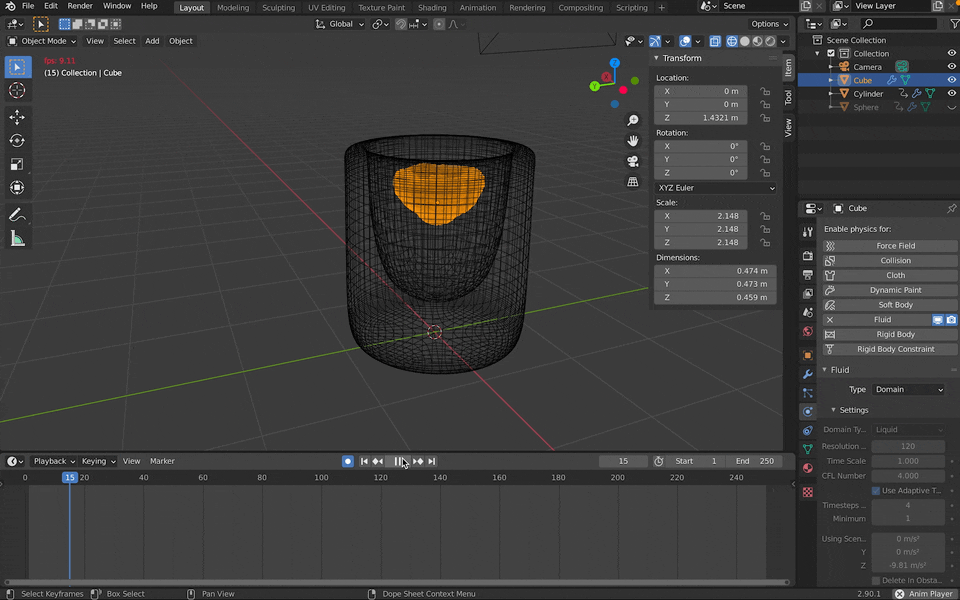 File Edit Render Window Help Layout Modeling Sculpting UV Editing Texture Paint Shading Animation Rendering Compositing Scripting + Scene View Layer
Global Options
Object Mode View Select Add Object
fps: 9.11
(15) Collection | Cube
Z
X
Y
Transform
Location:
X 0 m
Y 0 m
Z 1.4321 m
Rotation:
X 0°
Y 0°
Z 0°
XYZ Euler
Scale:
X 2.148
Y 2.148
Z 2.148
Dimensions:
X 0.474 m
Y 0.473 m
Z 0.459 m
Item
Tool
View
Scene Collection
Collection
Camera
Cube
Cylinder
Sphere
Cube
Enable physics for:
Force Field
Collision
Cloth
Dynamic Paint
Soft Body
Fluid
Rigid Body
Rigid Body Constraint
Fluid
Type Domain
Settings
Domain Ty... Liquid
Resolution ... 120
Time Scale 1.000
CFL Number 4.000
Use Adaptive T...
Timesteps ... 4
Minimum 1
Using Scen... 0 m/s²
Y 0 m/s²
Z -9.81 m/s²
Delete In Obsta...
Playback Keying View Marker 15 Start 1 End 250
0 15 20 40 60 80 100 120 140 160 180 200 220 240
Select Keyframes Box Select Pan View Dope Sheet Context Menu 2.90.1 Anim Player